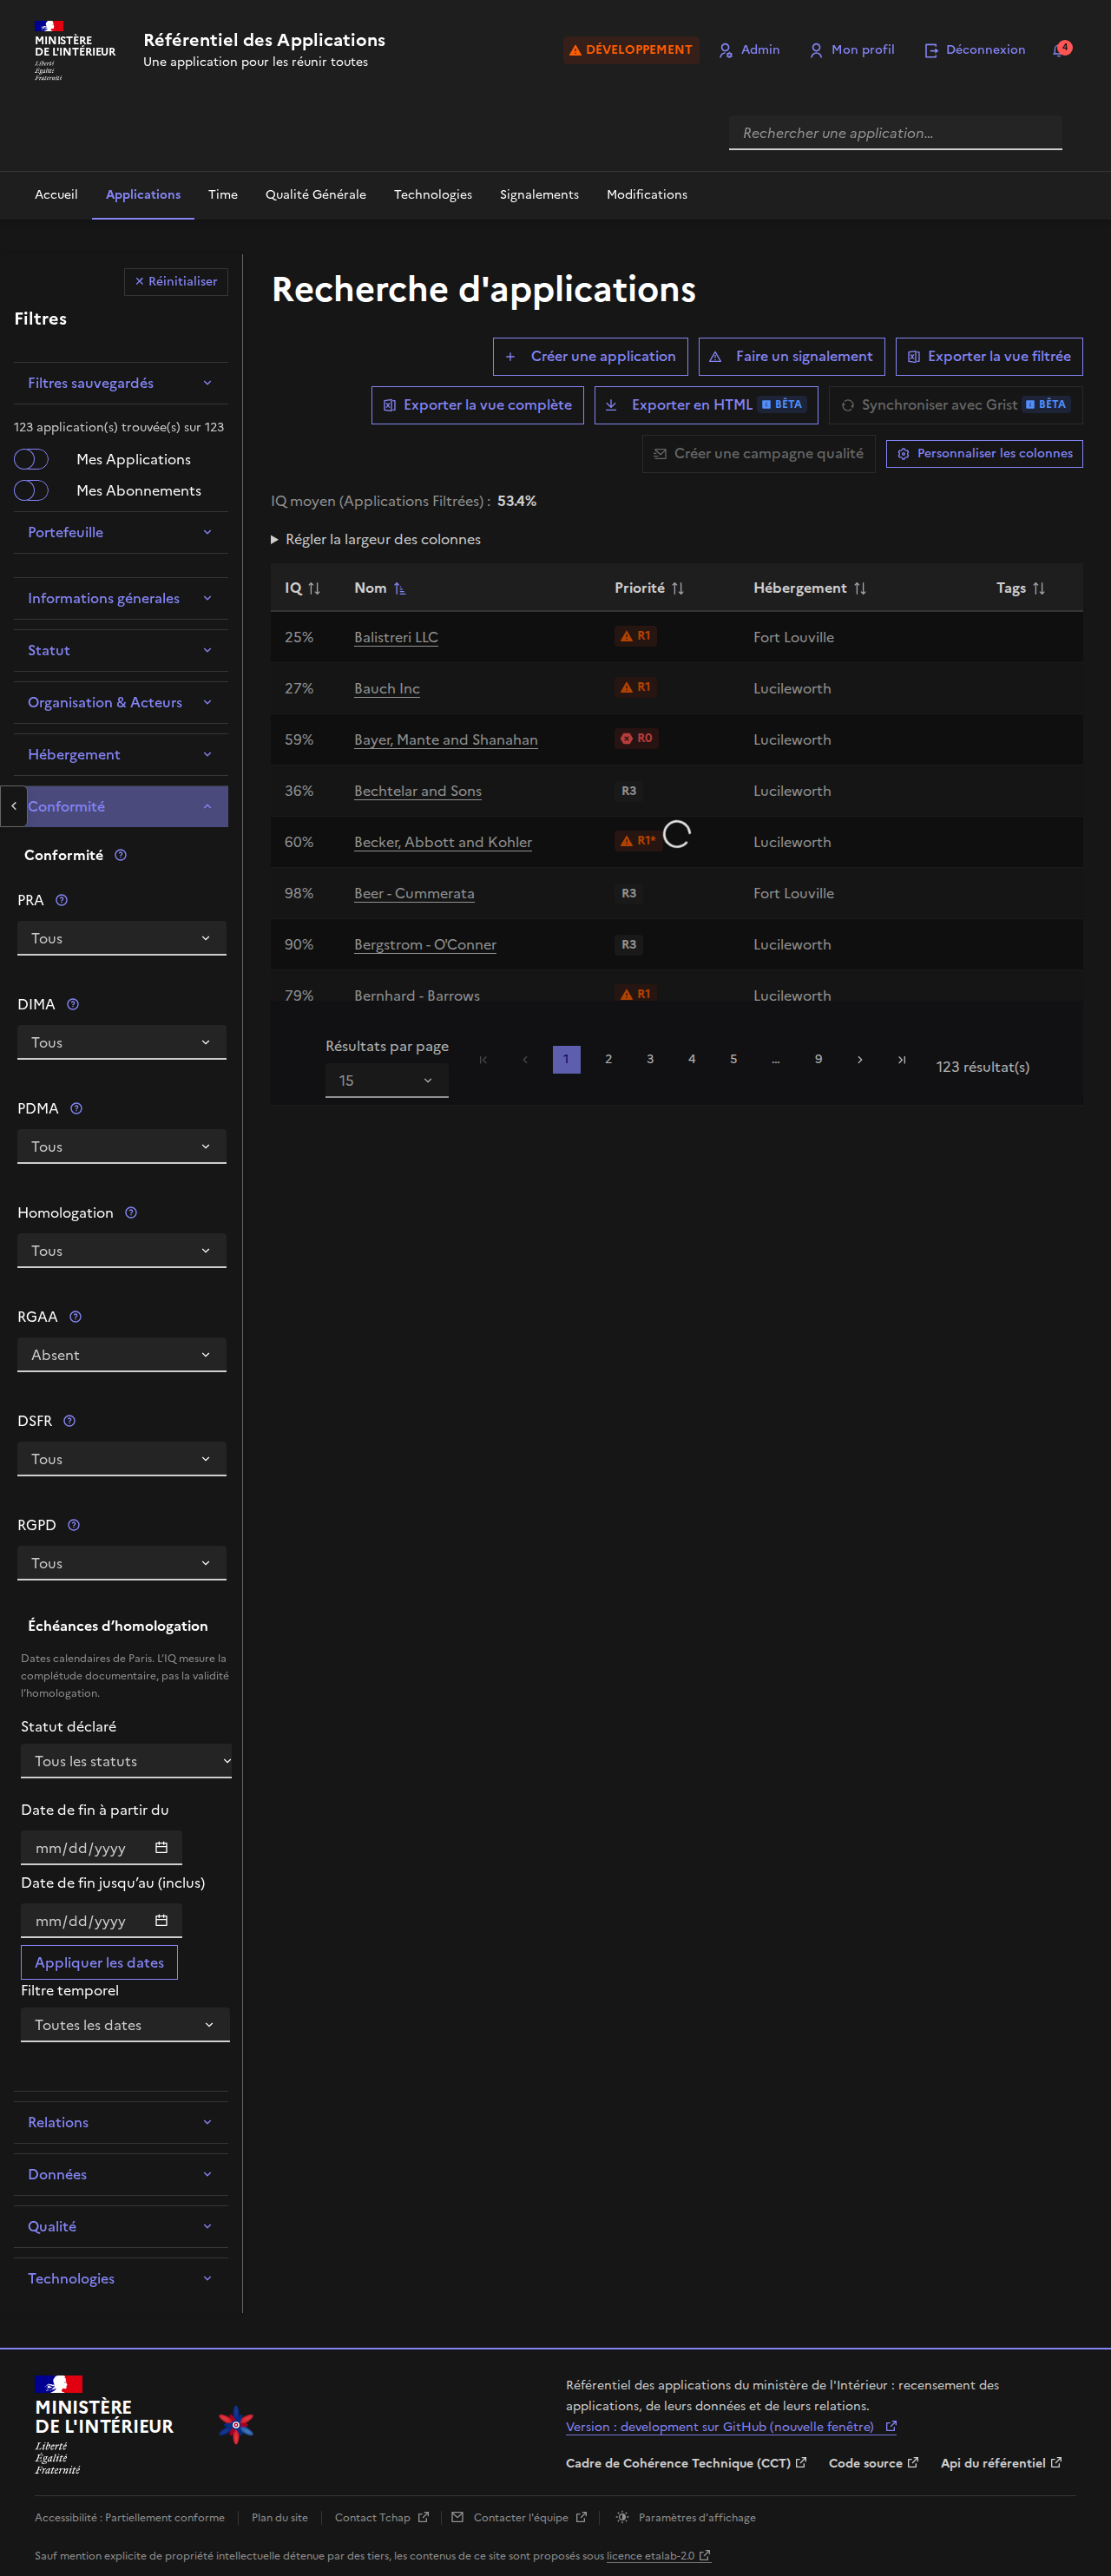 MINISTÈRE
DE L'INTÉRIEUR
Liberté
Égalité
Fraternité
Référentiel des Applications
Une application pour les réunir toutes
DÉVELOPPEMENT
Admin
Mon profil
Déconnexion
4
Rechercher une application...
Accueil
Applications
Time
Qualité Générale
Technologies
Signalements
Modifications
× Réinitialiser
Filtres
Filtres sauvegardés
123 application(s) trouvée(s) sur 123
Mes Applications
Mes Abonnements
Portefeuille
Informations génerales
Statut
Organisation & Acteurs
Hébergement
Conformité
Conformité
PRA
Tous
DIMA
Tous
PDMA
Tous
Homologation
Tous
RGAA
Absent
DSFR
Tous
RGPD
Tous
Échéances d’homologation
Dates calendaires de Paris. L’IQ mesure la
complétude documentaire, pas la validité
l’homologation.
Statut déclaré
Tous les statuts
Date de fin à partir du
mm/dd/yyyy
Date de fin jusqu’au (inclus)
mm/dd/yyyy
Appliquer les dates
Filtre temporel
Toutes les dates
Relations
Données
Qualité
Technologies
Recherche d'applications
Créer une application
Faire un signalement
Exporter la vue filtrée
Exporter la vue complète
Exporter en HTML BÊTA
Synchroniser avec Grist BÊTA
Créer une campagne qualité
Personnaliser les colonnes
IQ moyen (Applications Filtrées) : 53.4%
Régler la largeur des colonnes
IQ Nom Priorité Hébergement Tags
25% Balistreri LLC R1 Fort Louville
27% Bauch Inc R1 Lucileworth
59% Bayer, Mante and Shanahan R0 Lucileworth
36% Bechtelar and Sons R3 Lucileworth
60% Becker, Abbott and Kohler R1* Lucileworth
98% Beer - Cummerata R3 Fort Louville
90% Bergstrom - O'Conner R3 Lucileworth
79% Bernhard - Barrows R1 Lucileworth
Résultats par page
15
1 2 3 4 5 … 9
123 résultat(s)
MINISTÈRE
DE L'INTÉRIEUR
Liberté
Égalité
Fraternité
Référentiel des applications du ministère de l'Intérieur : recensement des
applications, de leurs données et de leurs relations.
Version : development sur GitHub (nouvelle fenêtre)
Cadre de Cohérence Technique (CCT)
Code source
Api du référentiel
Accessibilité : Partiellement conforme
Plan du site
Contact Tchap
Contacter l'équipe
Paramètres d'affichage
Sauf mention explicite de propriété intellectuelle détenue par des tiers, les contenus de ce site sont proposés sous licence etalab-2.0